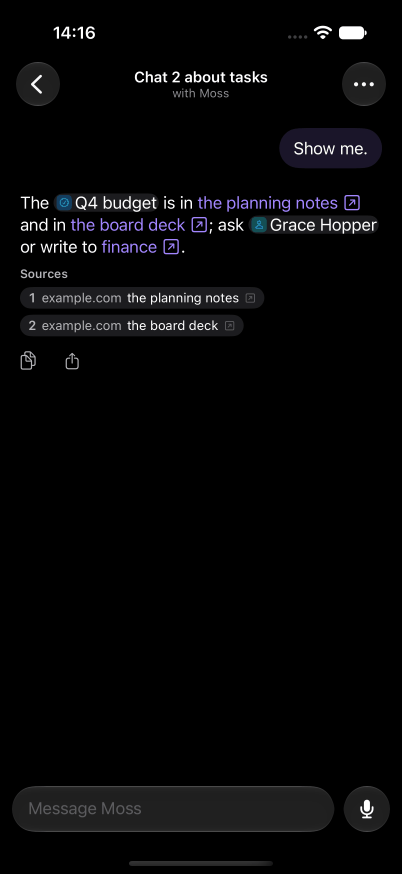 14:16
Chat 2 about tasks
with Moss
Show me.
The Q4 budget is in the planning notes
and in the board deck ; ask Grace Hopper
or write to finance .
Sources
1 example.com the planning notes
2 example.com the board deck
Message Moss